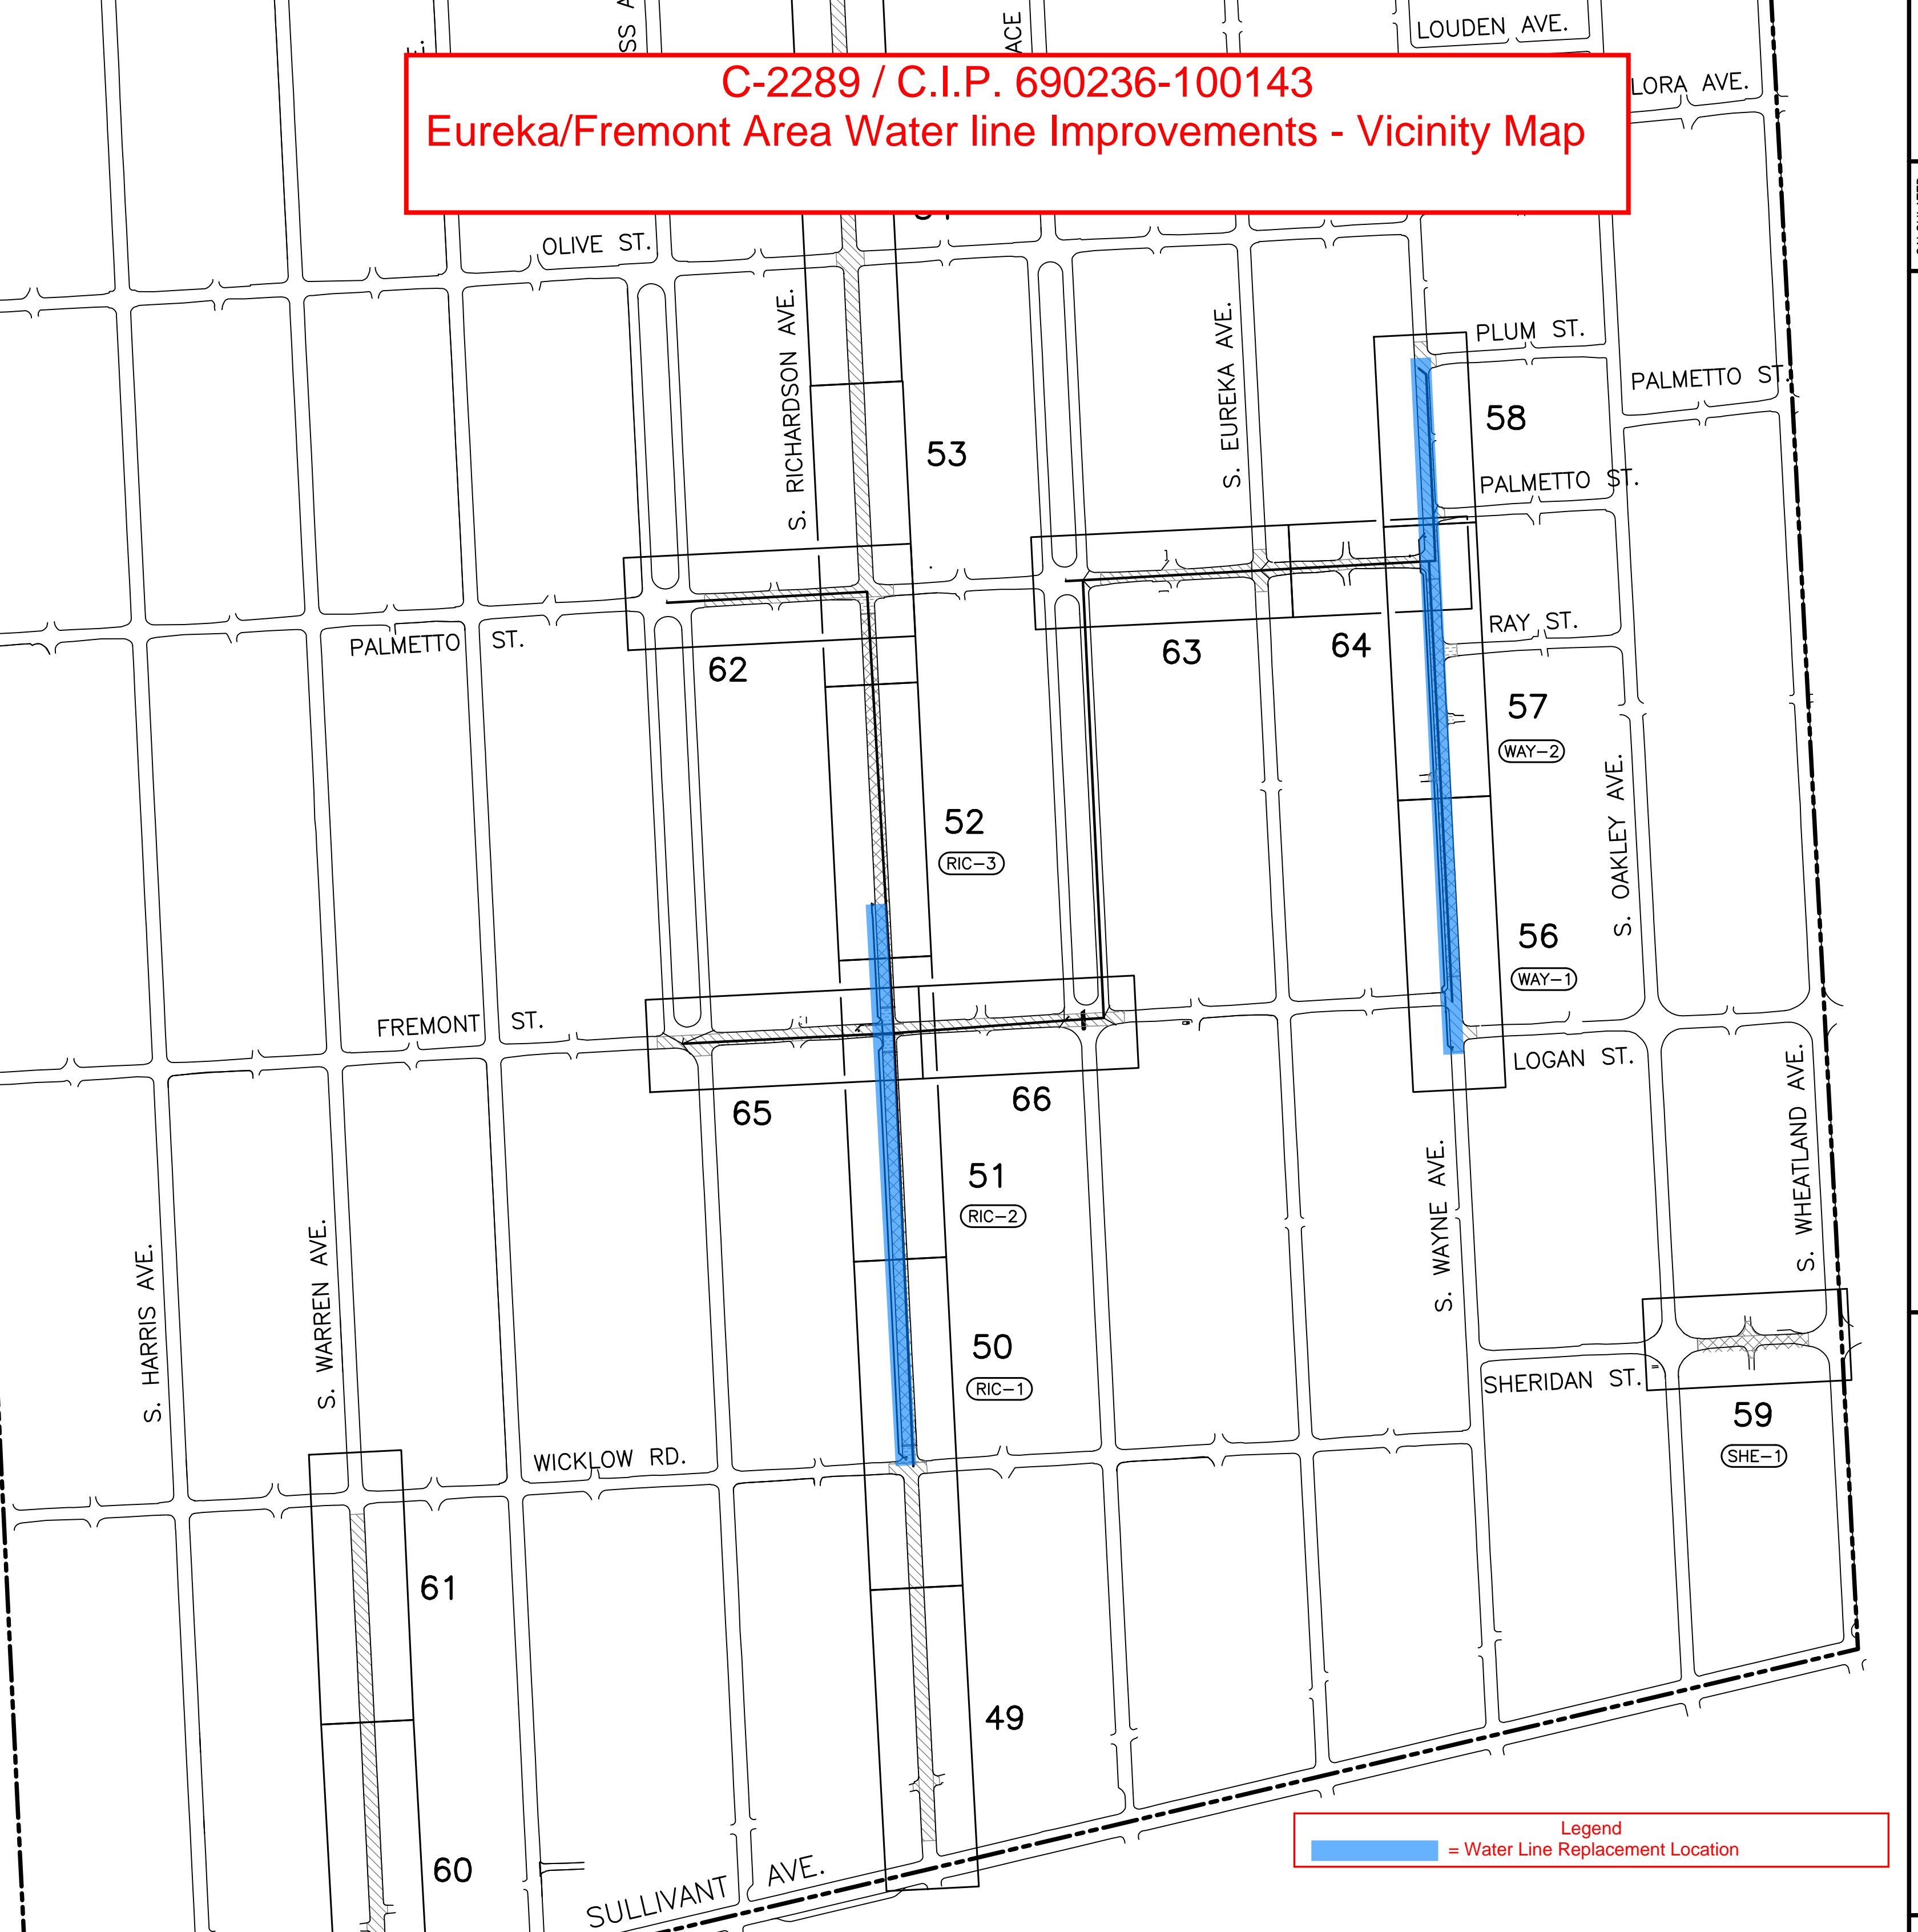 LOUDEN AVE.
ACE
C-2289 / C.I.P. 690236-100143
Eureka/Fremont Area Water line Improvements - Vicinity Map
LORA AVE.
OLIVE ST.
S. RICHARDSON AVE.
S. EUREKA AVE.
PLUM ST.
PALMETTO ST.
58
53
PALMETTO ST.
RAY ST.
PALMETTO ST.
62
63
64
57
WAY-2
S. OAKLEY AVE.
52
RIC-3
56
WAY-1
FREMONT ST.
LOGAN ST.
65
66
S. WHEATLAND AVE.
51
RIC-2
S. WAYNE AVE.
S. HARRIS AVE.
S. WARREN AVE.
50
RIC-1
SHERIDAN ST.
59
SHE-1
WICKLOW RD.
61
49
60
SULLIVANT AVE.
Legend
= Water Line Replacement Location